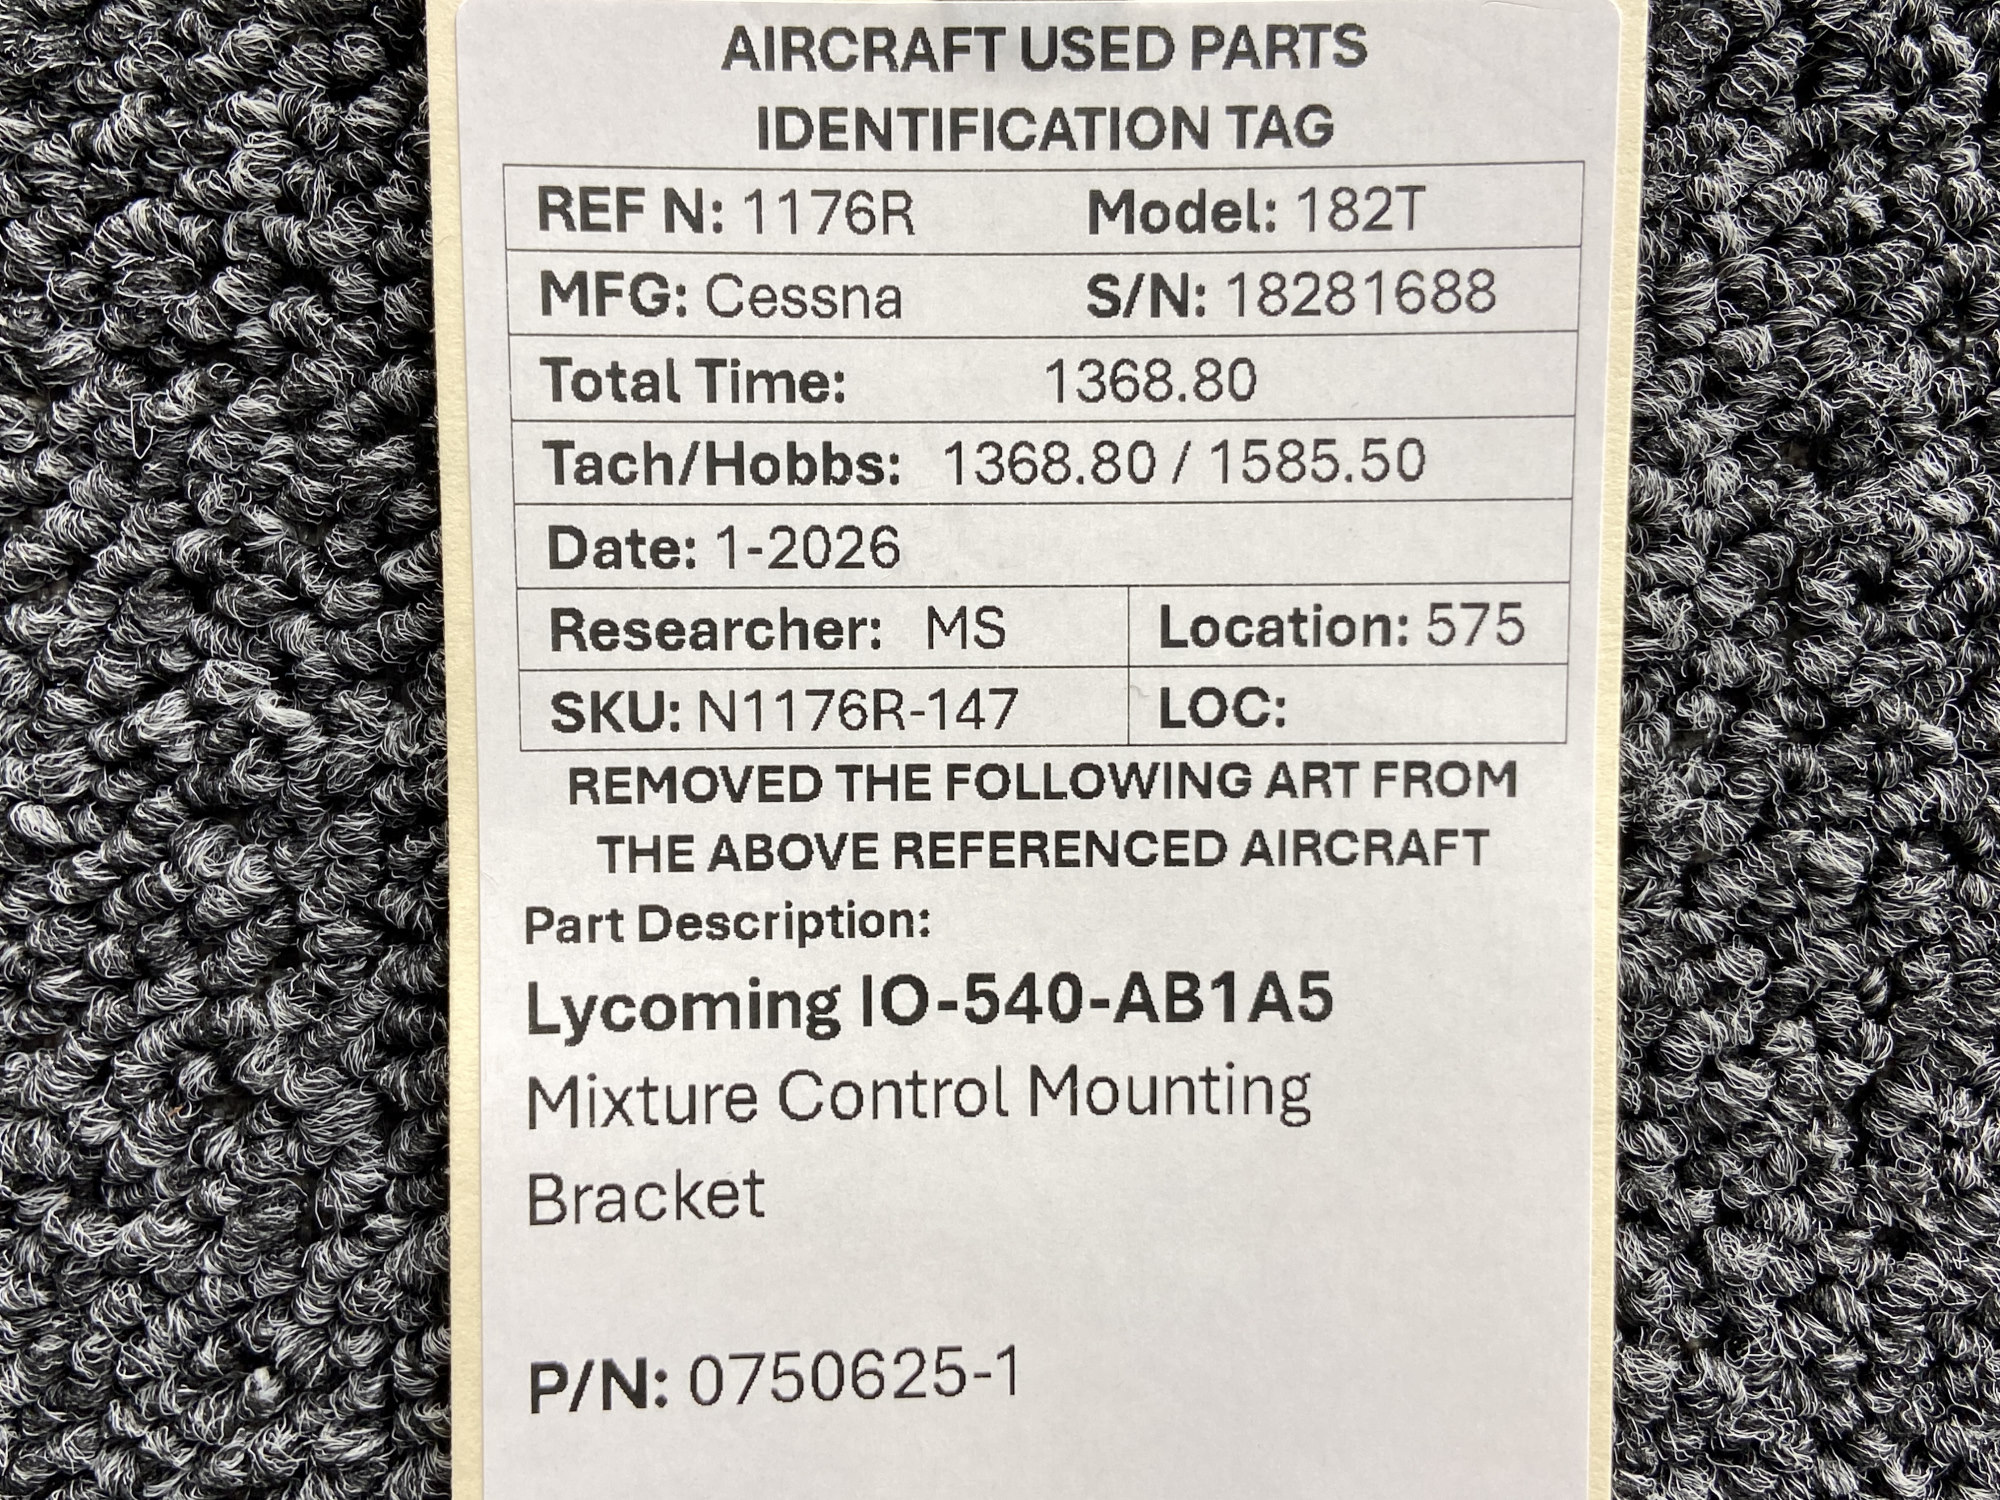 AIRCRAFT USED PARTS
IDENTIFICATION TAG
REF N: 1176R Model: 182T
MFG: Cessna S/N: 18281688
Total Time: 1368.80
Tach/Hobbs: 1368.80 / 1585.50
Date: 1-2026
Researcher: MS Location: 575
SKU: N1176R-147 LOC:
REMOVED THE FOLLOWING ART FROM
THE ABOVE REFERENCED AIRCRAFT
Part Description:
Lycoming IO-540-AB1A5
Mixture Control Mounting
Bracket
P/N: 0750625-1